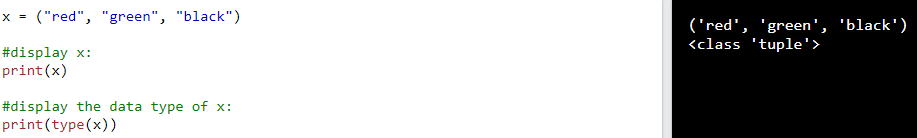 x = ("red", "green", "black")
#display x:
print(x)
#display the data type of x:
print(type(x))
('red', 'green', 'black')
<class 'tuple'>